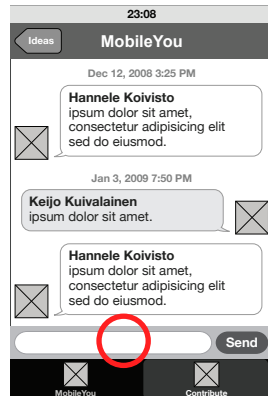 23:08
Ideas
MobileYou
Dec 12, 2008 3:25 PM
Hannele Koivisto
ipsum dolor sit amet,
consectetur adipisicing elit
sed do eiusmod.
Jan 3, 2009 7:50 PM
Keijo Kuivalainen
ipsum dolor sit amet.
Hannele Koivisto
ipsum dolor sit amet,
consectetur adipisicing elit
sed do eiusmod.
Send
MobileYou
Contribute